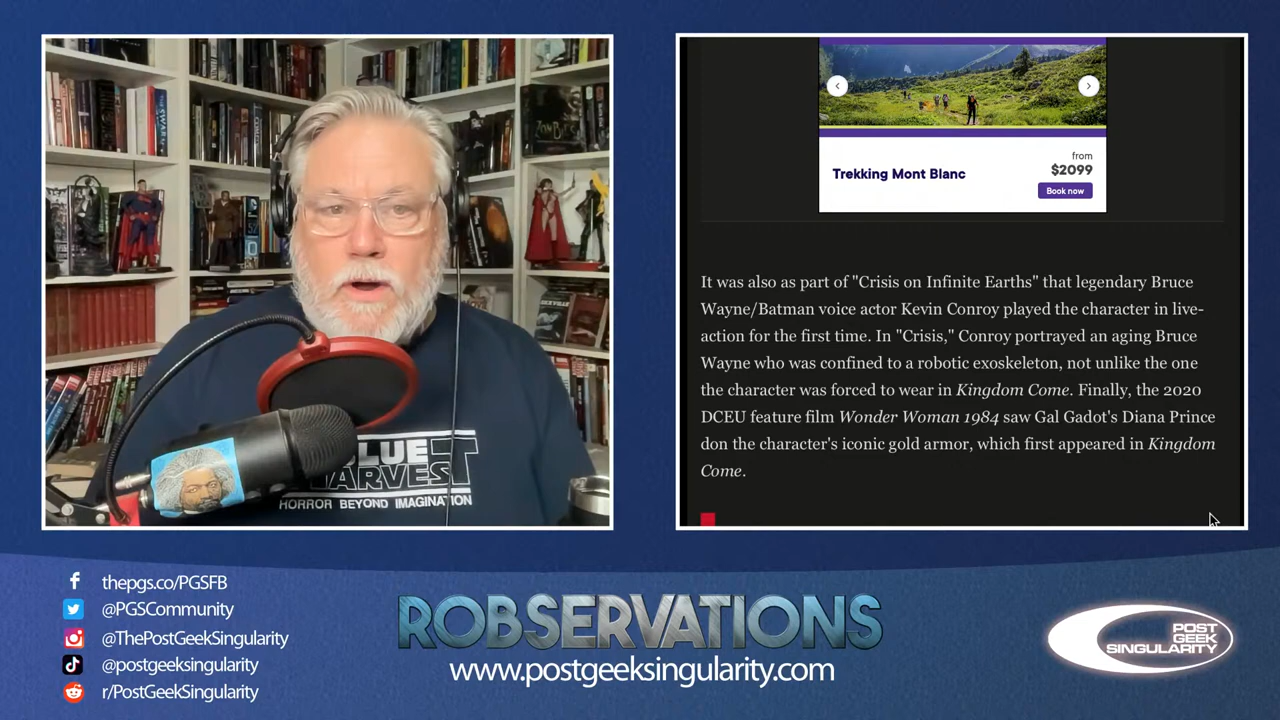 ZOMBIES
52
BLUE
HARVEST
HORROR BEYOND IMAGINATION
Trekking Mont Blanc
from
$2099
Book now
It was also as part of "Crisis on Infinite Earths" that legendary Bruce
Wayne/Batman voice actor Kevin Conroy played the character in live-
action for the first time. In "Crisis," Conroy portrayed an aging Bruce
Wayne who was confined to a robotic exoskeleton, not unlike the one
the character was forced to wear in Kingdom Come. Finally, the 2020
DCEU feature film Wonder Woman 1984 saw Gal Gadot's Diana Prince
don the character's iconic gold armor, which first appeared in Kingdom
Come.
thepgs.co/PGSFB
@PGSCommunity
@ThePostGeekSingularity
@postgeeksingularity
r/PostGeekSingularity
ROBSERVATIONS
www.postgeeksingularity.com
POST
GEEK
SINGULARITY